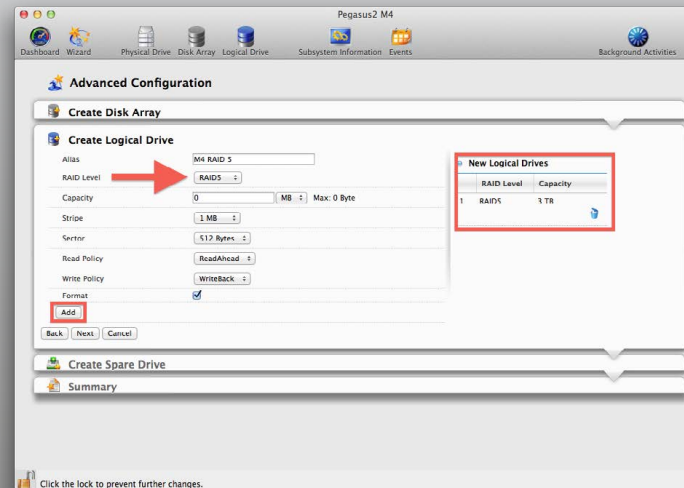 Pegasus2 M4
Dashboard Wizard Physical Drive Disk Array Logical Drive Subsystem Information Events Background Activities
Advanced Configuration
Create Disk Array
Create Logical Drive
Alias M4 RAID 5
RAID Level RAID5
Capacity 0 MB Max: 0 Byte
Stripe 1 MB
Sector 512 Bytes
Read Policy ReadAhead
Write Policy WriteBack
Format
Add
Back Next Cancel
New Logical Drives
RAID Level Capacity
1 RAID5 3 TB
Create Spare Drive
Summary
Click the lock to prevent further changes.